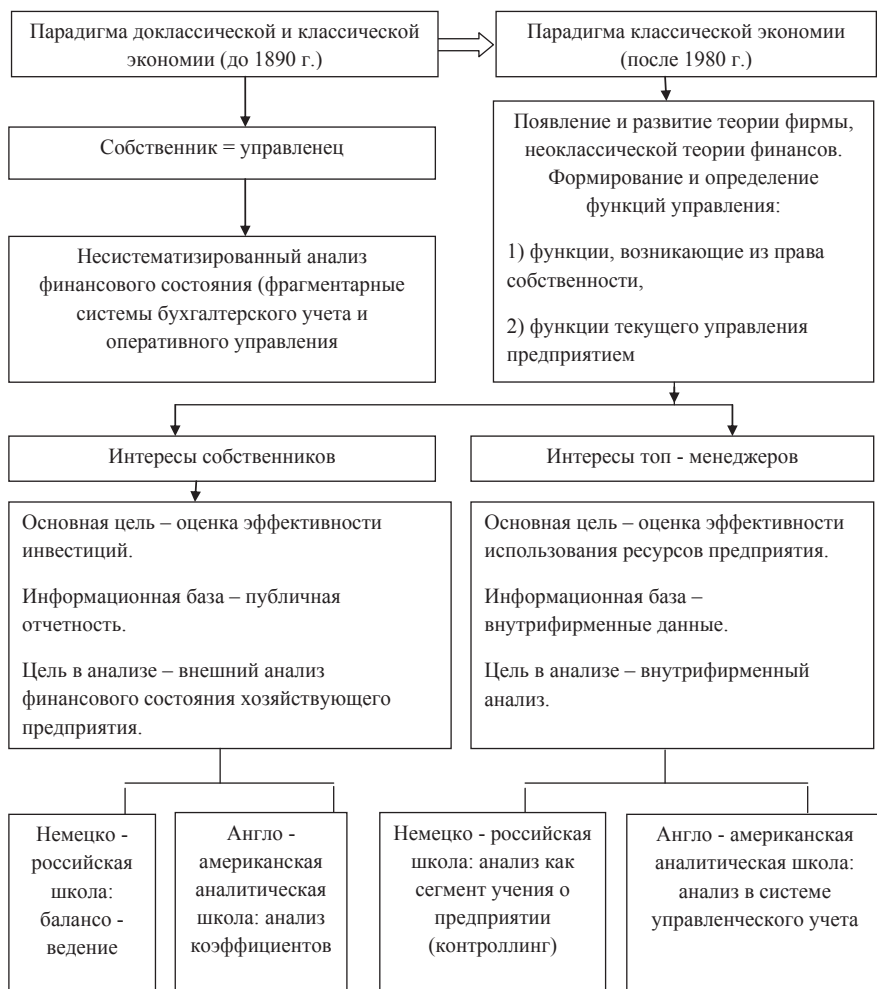 Парадигма доклассической и классической
экономии (до 1890 г.)
Парадигма классической экономии
(после 1980 г.)
Собственник = управленец
Появление и развитие теории фирмы,
неоклассической теории финансов.
Формирование и определение
функций управления:
1) функции, возникающие из права
собственности,
2) функции текущего управления
предприятием
Несистематизированный анализ
финансового состояния (фрагментарные
системы бухгалтерского учета и
оперативного управления
Интересы собственников
Интересы топ - менеджеров
Основная цель – оценка эффективности
инвестиций.
Информационная база – публичная
отчетность.
Цель в анализе – внешний анализ
финансового состояния хозяйствующего
предприятия.
Основная цель – оценка эффективности
использования ресурсов предприятия.
Информационная база –
внутрифирменные данные.
Цель в анализе – внутрифирменный
анализ.
Немецко -
российская
школа:
балансо -
ведение
Англо -
американская
аналитическая
школа: анализ
коэффициентов
Немецко - российская
школа: анализ как
сегмент учения о
предприятии
(контроллинг)
Англо - американская
аналитическая школа:
анализ в системе
управленческого учета